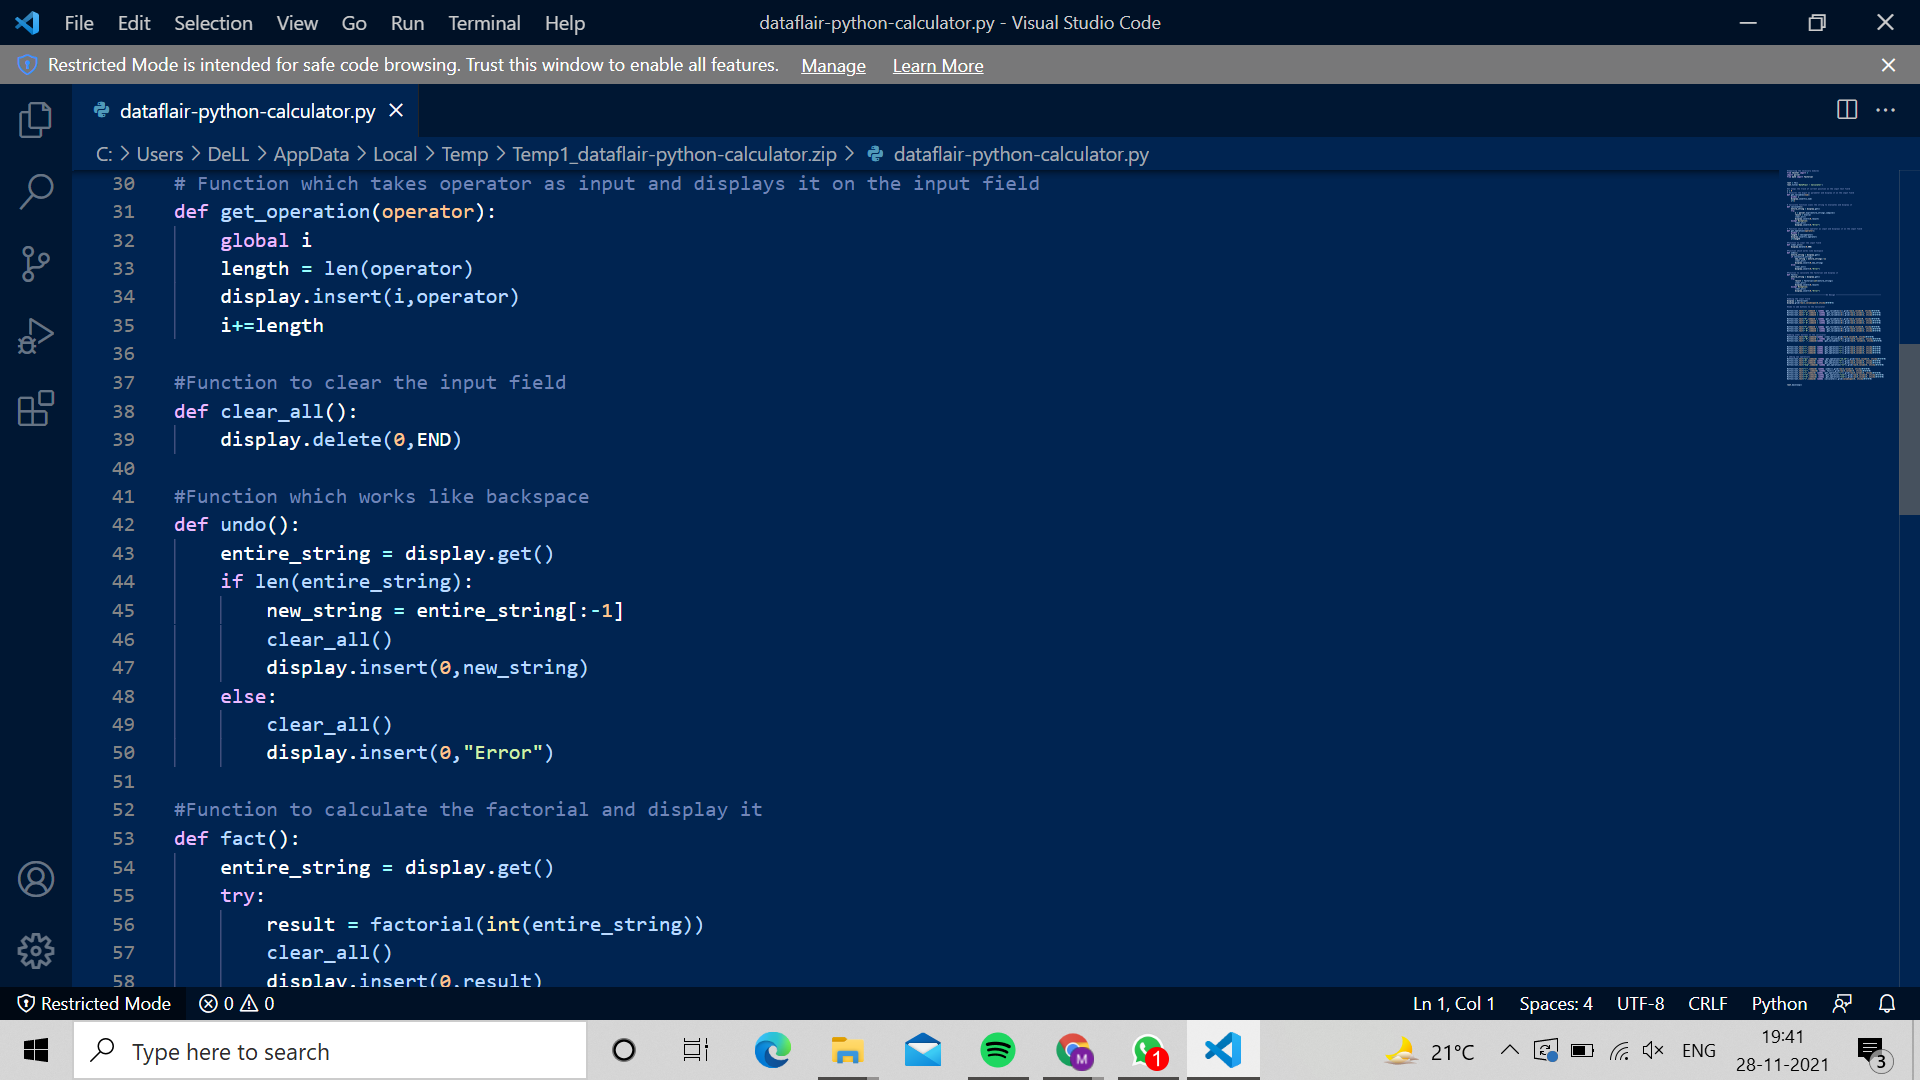 File Edit Selection View Go Run Terminal Help dataflair-python-calculator.py - Visual Studio Code
Restricted Mode is intended for safe code browsing. Trust this window to enable all features. Manage Learn More
dataflair-python-calculator.py
C: > Users > DeLL > AppData > Local > Temp > Temp1_dataflair-python-calculator.zip > dataflair-python-calculator.py
30 # Function which takes operator as input and displays it on the input field
31 def get_operation(operator):
32     global i
33     length = len(operator)
34     display.insert(i,operator)
35     i+=length
36
37 #Function to clear the input field
38 def clear_all():
39     display.delete(0,END)
40
41 #Function which works like backspace
42 def undo():
43     entire_string = display.get()
44     if len(entire_string):
45         new_string = entire_string[:-1]
46         clear_all()
47         display.insert(0,new_string)
48     else:
49         clear_all()
50         display.insert(0,"Error")
51
52 #Function to calculate the factorial and display it
53 def fact():
54     entire_string = display.get()
55     try:
56         result = factorial(int(entire_string))
57         clear_all()
58         display.insert(0,result)
Restricted Mode 0 0 Ln 1, Col 1 Spaces: 4 UTF-8 CRLF Python
Type here to search M 1 21°C ENG 19:41
28-11-2021 3